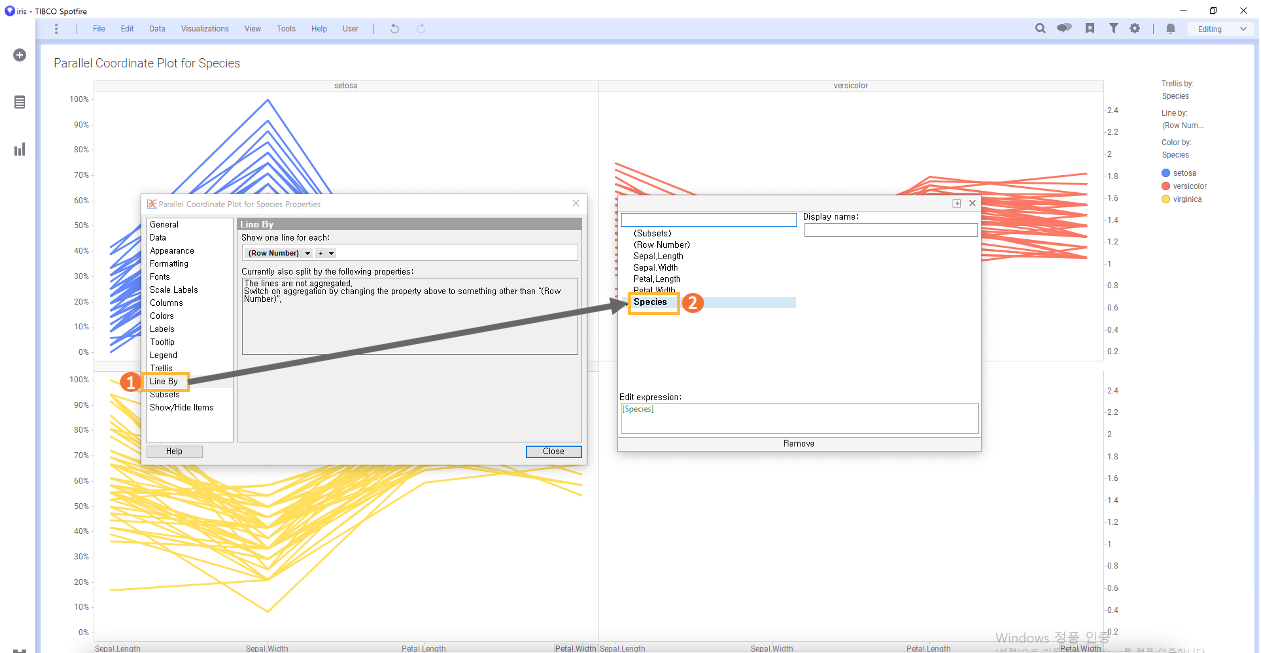 iris - TIBCO Spotfire
File Edit Data Visualizations View Tools Help User Editing
Parallel Coordinate Plot for Species
setosa versicolor
100%
90%
80%
70%
60%
50%
40%
30%
20%
10%
0%
2.4
2.2
2
1.8
1.6
1.4
1.2
1
0.8
0.6
0.4
0.2
Trellis by:
Species
Line by:
(Row Num...
Color by:
Species
setosa
versicolor
virginica
Parallel Coordinate Plot for Species Properties
General
Data
Appearance
Formatting
Fonts
Scale Labels
Columns
Colors
Labels
Tooltip
Legend
Trellis
1 Line By
Subsets
Show/Hide Items
Line By
Show one line for each:
(Row Number) +
Currently also split by the following properties:
The lines are not aggregated,
Switch on aggregation by changing the property above to something other than "(Row
Number)",
Help Close
Display name:
(Subsets)
(Row Number)
Sepal,Length
Sepal,Width
Petal,Length
Petal,Width
Species 2
Edit expression:
[Species]
Remove
100%
90%
80%
70%
60%
50%
40%
30%
20%
10%
0%
2.4
2.2
2
1.8
1.6
1.4
1.2
1
0.8
0.6
0.4
0.2
Windows 정품 인증
Sepal.Length Sepal.Width Petal.Length Petal.Width Sepal.Length Sepal.Width Petal.Length Petal.Width